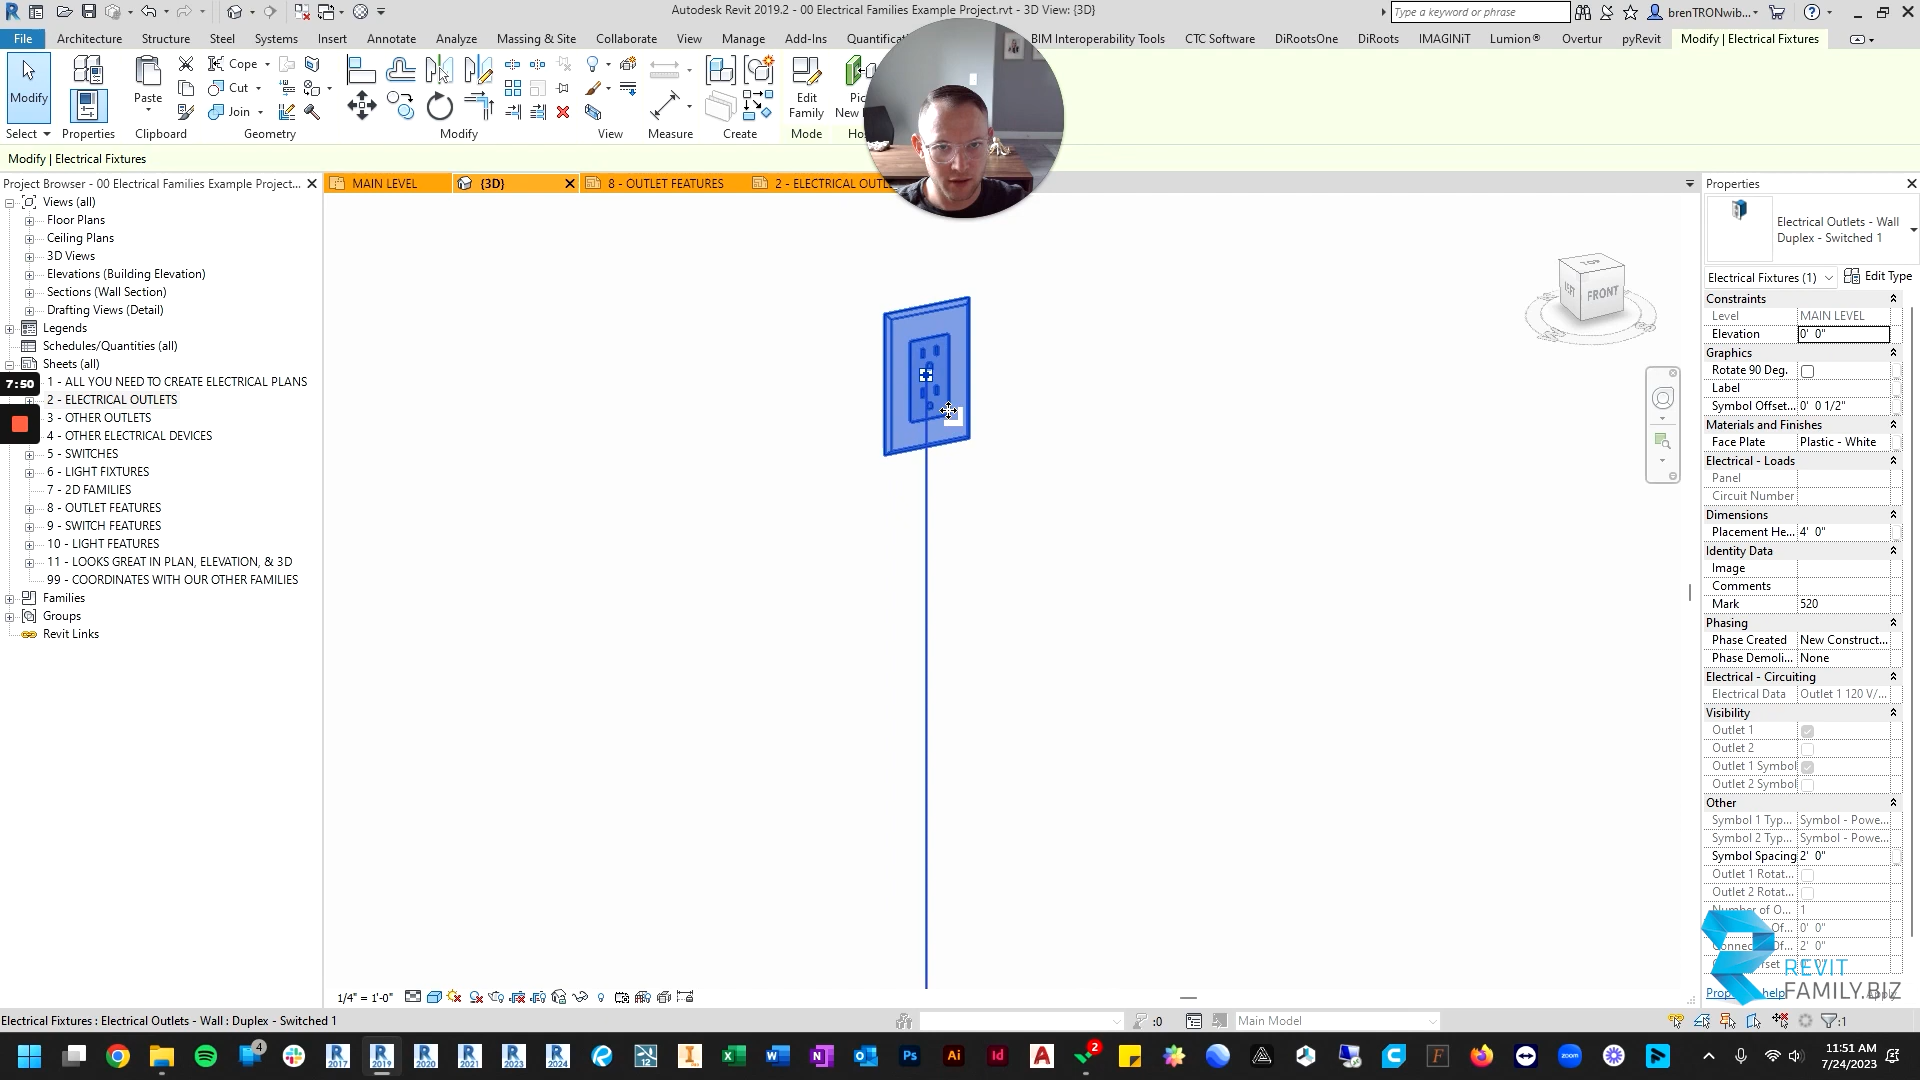 Autodesk Revit 2019.2 - 00 Electrical Families Example Project.rvt - 3D View: {3D}
Type a keyword or phrase
brenTRONwib...
File Architecture Structure Steel Systems Insert Annotate Analyze Massing & Site Collaborate View Manage Add-Ins BIM Interoperability Tools CTC Software DiRootsOne DiRoots IMAGINiT Lumion® Overtur pyRevit Modify | Electrical Fixtures
Modify
Paste
Cope
Cut
Join
Edit
Family
Select Properties Clipboard Geometry Modify View Measure Create Mode
Modify | Electrical Fixtures
Project Browser - 00 Electrical Families Example Project...
MAIN LEVEL
{3D}
8 - OUTLET FEATURES
Views (all)
Floor Plans
Ceiling Plans
3D Views
Elevations (Building Elevation)
Sections (Wall Section)
Drafting Views (Detail)
Legends
Schedules/Quantities (all)
Sheets (all)
7:50
1 - ALL YOU NEED TO CREATE ELECTRICAL PLANS
2 - ELECTRICAL OUTLETS
3 - OTHER OUTLETS
4 - OTHER ELECTRICAL DEVICES
5 - SWITCHES
6 - LIGHT FIXTURES
7 - 2D FAMILIES
8 - OUTLET FEATURES
9 - SWITCH FEATURES
10 - LIGHT FEATURES
11 - LOOKS GREAT IN PLAN, ELEVATION, & 3D
99 - COORDINATES WITH OUR OTHER FAMILIES
Families
Groups
Revit Links
TOP
LEFT
FRONT
Properties
Electrical Outlets - Wall
Duplex - Switched 1
Electrical Fixtures (1) Edit Type
Constraints
Level MAIN LEVEL
Elevation 0' 0"
Graphics
Rotate 90 Deg.
Label
Symbol Offset... 0' 0 1/2"
Materials and Finishes
Face Plate Plastic - White
Electrical - Loads
Panel
Circuit Number
Dimensions
Placement He... 4' 0"
Identity Data
Image
Comments
Mark 520
Phasing
Phase Created New Construct...
Phase Demoli... None
Electrical - Circuiting
Electrical Data Outlet 1 120 V/...
Visibility
Outlet 1
Outlet 2
Outlet 1 Symbol
Outlet 2 Symbol
Other
Symbol 1 Typ... Symbol - Powe...
Symbol 2 Typ... Symbol - Powe...
Symbol Spacing 2' 0"
Outlet 1 Rotat...
Outlet 2 Rotat...
Number of O... 1
0' 0"
2' 0"
REVIT
FAMILY.BIZ
1/4" = 1'-0"
Electrical Fixtures : Electrical Outlets - Wall : Duplex - Switched 1
:0
Main Model
:1
4
2017
2019
2020
2021
2023
2024
2
zoom
11:51 AM
7/24/2023